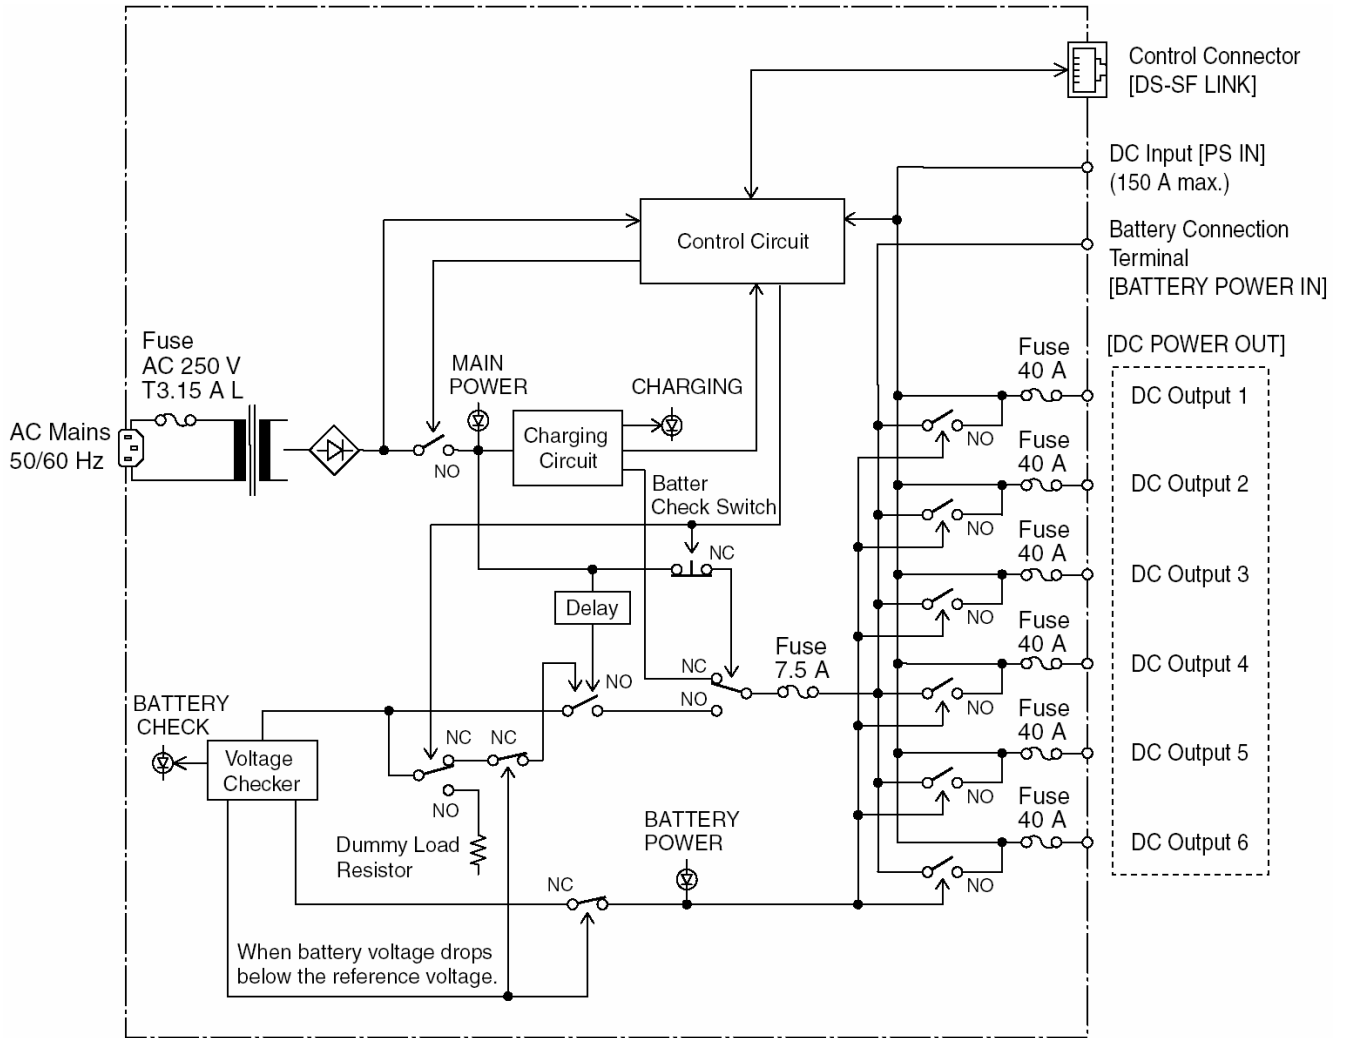 Control Connector
[DS-SF LINK]
DC Input [PS IN]
(150 A max.)
Control Circuit
Battery Connection
Terminal
[BATTERY POWER IN]
[DC POWER OUT]
Fuse
AC 250 V
T3.15 A L
AC Mains
50/60 Hz
MAIN
POWER
NO
CHARGING
Charging
Circuit
Batter
Check Switch
NC
Delay
NO
NC
NO
Fuse
7.5 A
Fuse
40 A
DC Output 1
NO
Fuse
40 A
DC Output 2
NO
Fuse
40 A
DC Output 3
NO
Fuse
40 A
DC Output 4
NO
Fuse
40 A
DC Output 5
NO
Fuse
40 A
DC Output 6
NO
BATTERY
CHECK
Voltage
Checker
NC
NC
NO
Dummy Load
Resistor
BATTERY
POWER
NC
When battery voltage drops
below the reference voltage.